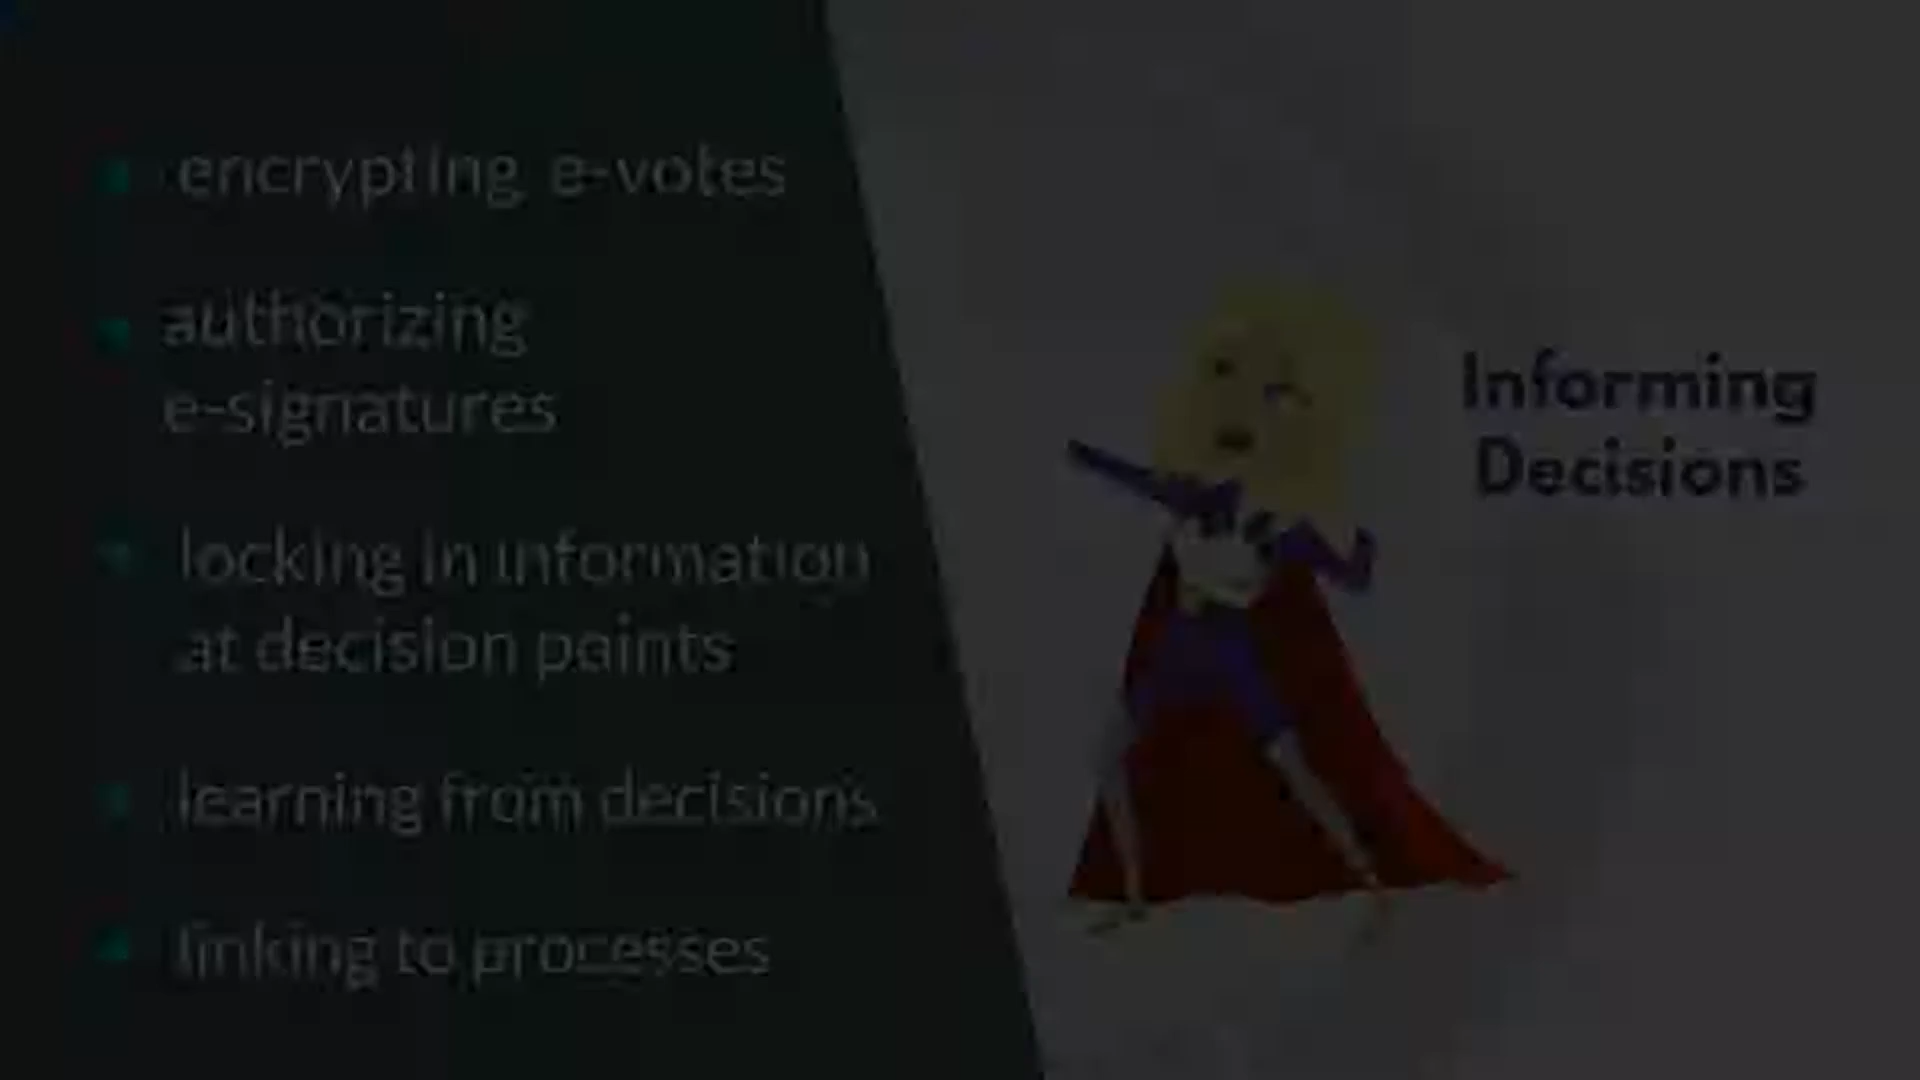 encrypting e-votes
authorizing
e-signatures
locking in information
at decision points
learning from decisions
linking to processes
Informing
Decisions